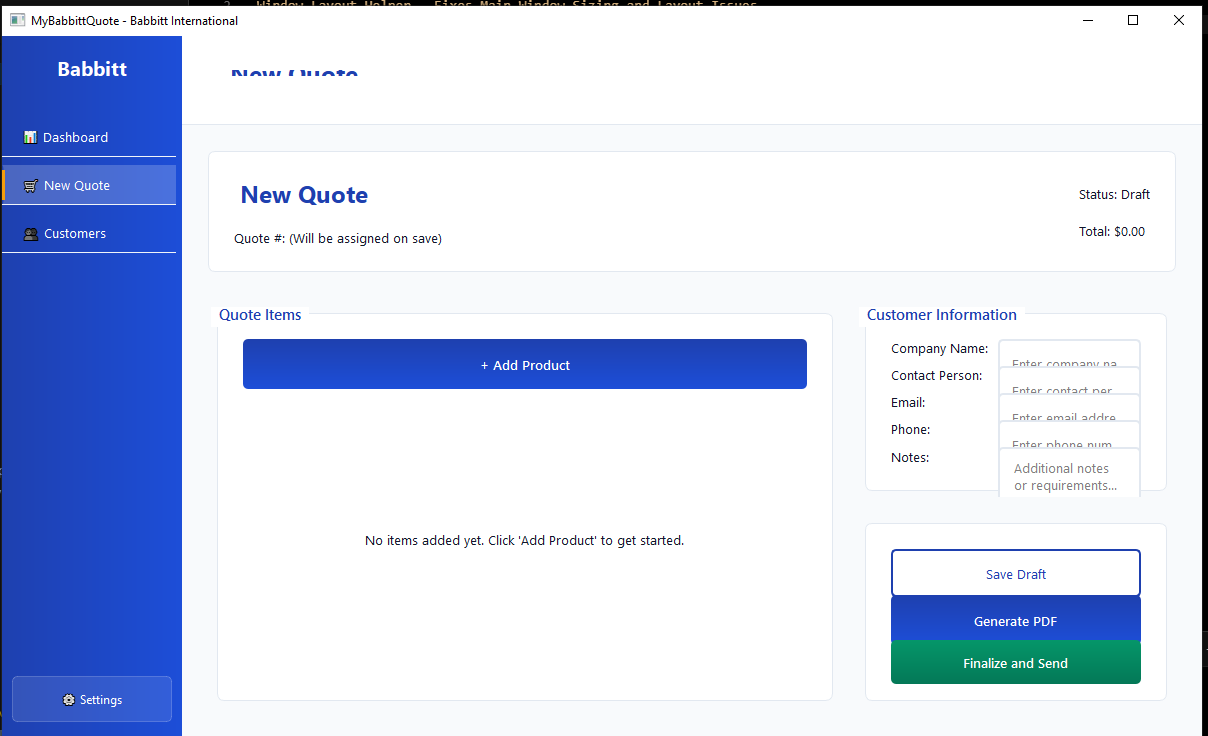 Window Layout Helper - Fixes Main Window Sizing and Layout Issues
MyBabbittQuote - Babbitt International
Babbitt
New Quote
Dashboard
New Quote
Customers
New Quote
Status: Draft
Quote #: (Will be assigned on save)
Total: $0.00
Quote Items
+ Add Product
No items added yet. Click 'Add Product' to get started.
Customer Information
Company Name:
Enter company na
Contact Person:
Enter contact per
Email:
Enter email addre
Phone:
Enter phone num
Notes:
Additional notes
or requirements...
Save Draft
Generate PDF
Finalize and Send
Settings